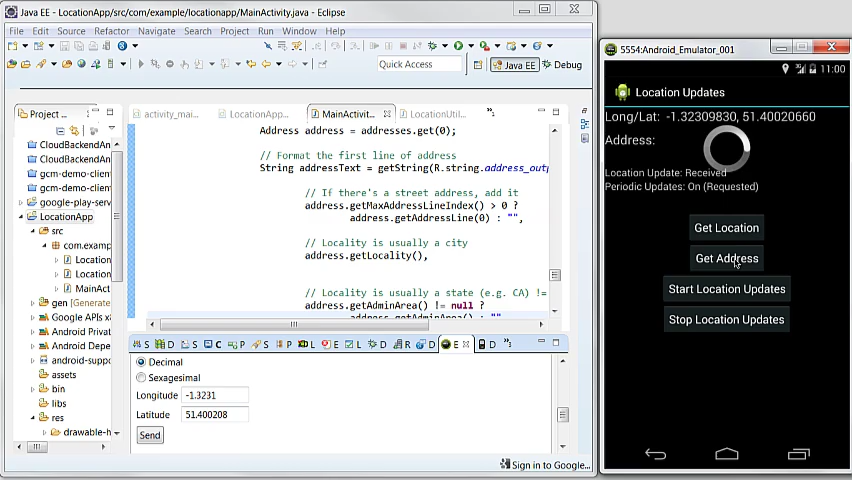 Java EE - LocationApp/src/com/example/locationapp/MainActivity.java - Eclipse
File Edit Source Refactor Navigate Search Project Run Window Help
Quick Access
Java EE
Debug
Project ...
activity_mai...
LocationApp...
MainActivit...
LocationUtil...
CloudBackendAn
CloudBackendAn
gcm-demo-client
gcm-demo-client
google-play-serv
LocationApp
src
com.examp
Location
Location
MainAct
gen [Generate
Google APIs
Android Priva
Android Depe
android-suppo
assets
bin
libs
res
drawable-h
Address address = addresses.get(0);
// Format the first line of address
String addressText = getString(R.string.address_outp
// If there's a street address, add it
address.getMaxAddressLineIndex() > 0 ?
address.getAddressLine(0) : "",
// Locality is usually a city
address.getLocality(),
// Locality is usually a state (e.g. CA) !=
address.getAdminArea() != null ?
address.getAdminArea() : ""
Decimal
Sexagesimal
Longitude -1.3231
Latitude 51.400208
Send
Sign in to Google...
5554:Android_Emulator_001
11:00
Location Updates
Long/Lat: -1.32309830, 51.40020660
Address:
Location Update: Received
Periodic Updates: On (Requested)
Get Location
Get Address
Start Location Updates
Stop Location Updates